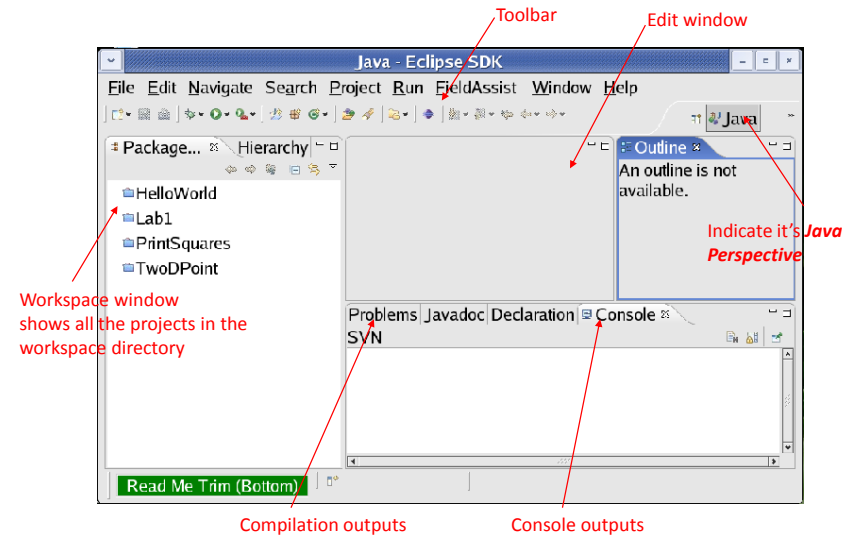 Toolbar
Edit window
Java - Eclipse SDK
File Edit Navigate Search Project Run FieldAssist Window Help
Java
Package... Hierarchy
Outline
An outline is not
available.
HelloWorld
Lab1
PrintSquares
TwoDPoint
Indicate it's Java
Perspective
Workspace window
shows all the projects in the
workspace directory
Problems Javadoc Declaration Console
SVN
Read Me Trim (Bottom)
Compilation outputs
Console outputs